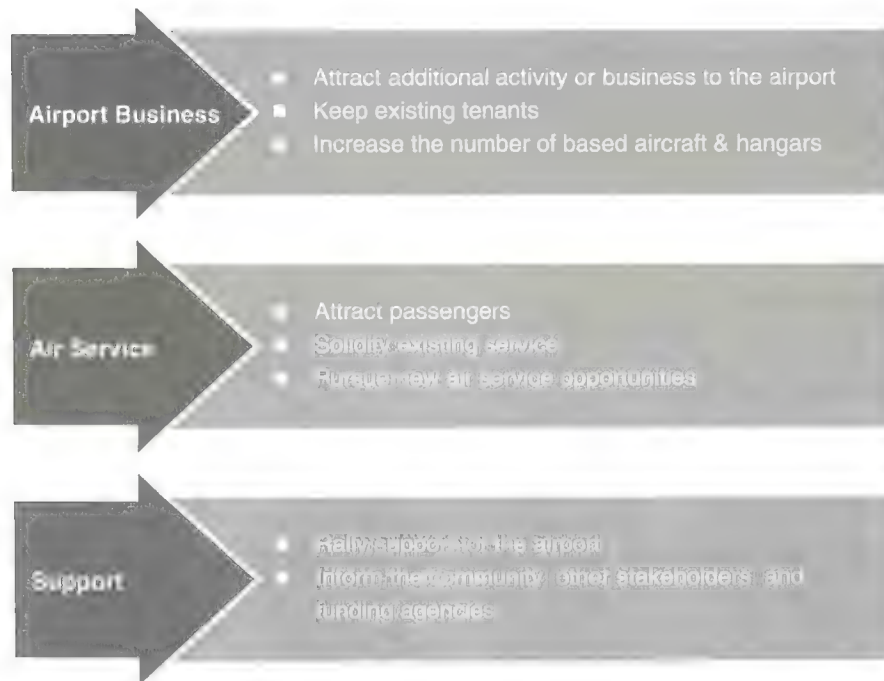 Airport Business
Attract additional activity or business to the airport
Keep existing tenants
Increase the number of based aircraft & hangars
Air Service
Attract passengers
Solidify existing service
Pursue new air service opportunities
Support
Rally support for the airport
Inform the community, other stakeholders, and
funding agencies